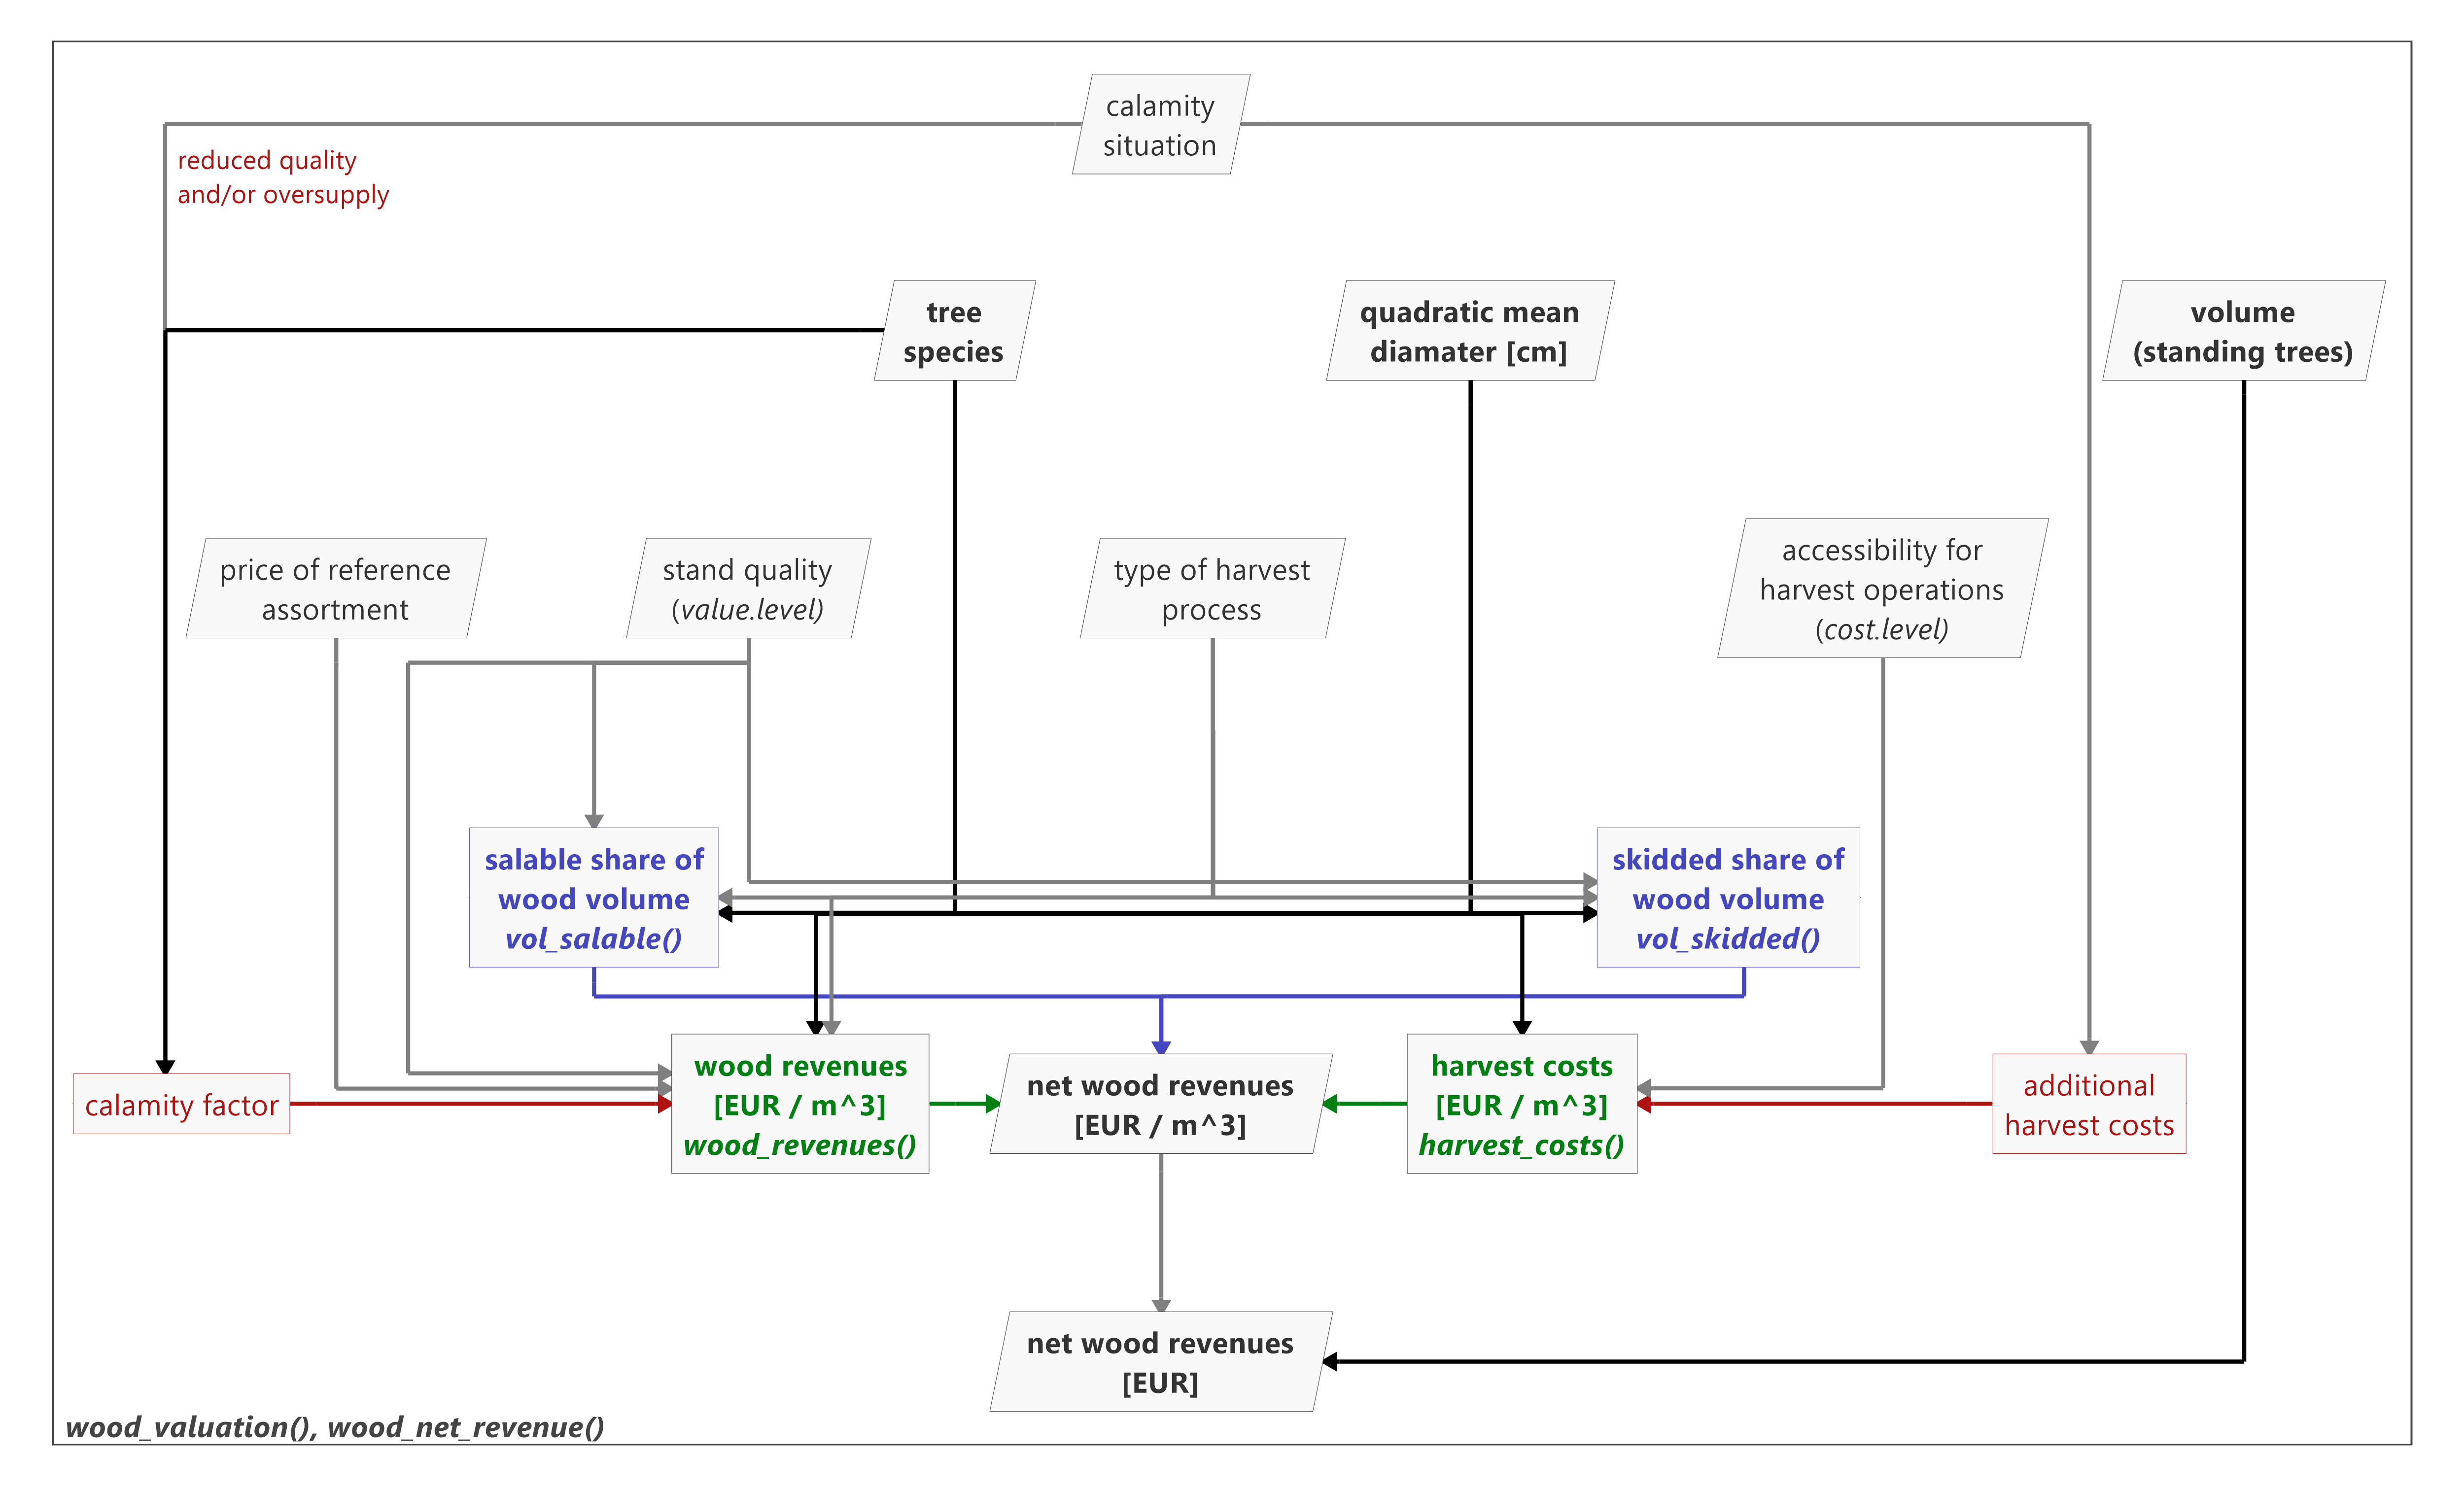 calamity
situation
reduced quality
and/or oversupply
tree
species
quadratic mean
diamater [cm]
volume
(standing trees)
price of reference
assortment
stand quality
(value.level)
type of harvest
process
accessibility for
harvest operations
(cost.level)
salable share of
wood volume
vol_salable()
skidded share of
wood volume
vol_skidded()
calamity factor
wood revenues
[EUR / m^3]
wood_revenues()
net wood revenues
[EUR / m^3]
harvest costs
[EUR / m^3]
harvest_costs()
additional
harvest costs
net wood revenues
[EUR]
wood_valuation(), wood_net_revenue()